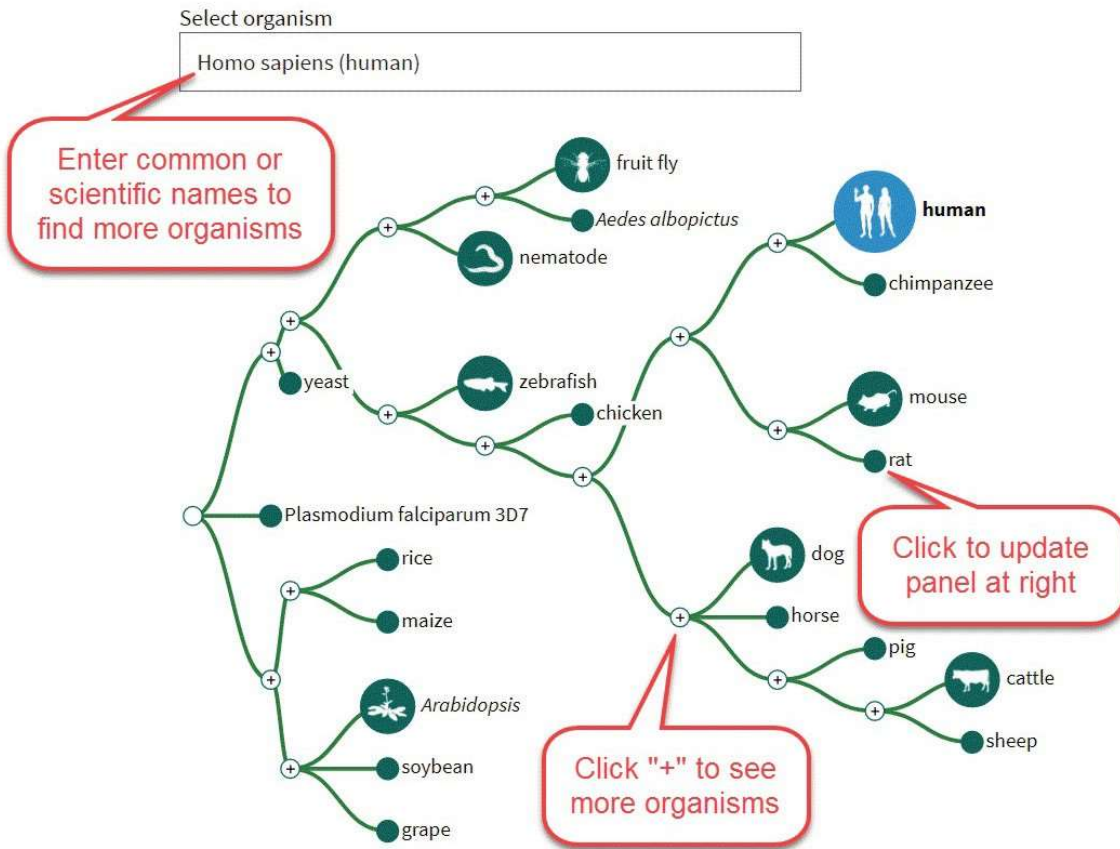 Select organism
Homo sapiens (human)
Enter common or
scientific names to
find more organisms
fruit fly
Aedes albopictus
nematode
human
chimpanzee
yeast
zebrafish
chicken
mouse
rat
Plasmodium falciparum 3D7
Click to update
panel at right
rice
maize
dog
horse
pig
cattle
sheep
Arabidopsis
soybean
grape
Click "+" to see
more organisms